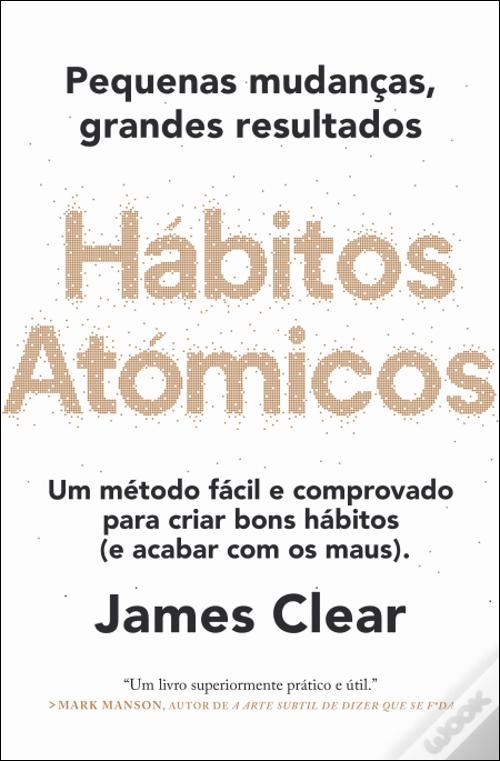 Pequenas mudanças,
grandes resultados
Hábitos
Atómicos
Um método fácil e comprovado
para criar bons hábitos
(e acabar com os maus).
James Clear
“Um livro superiormente prático e útil.”
>MARK MANSON, AUTOR DE A ARTE SUBTIL DE DIZER QUE SE F*DA
wook